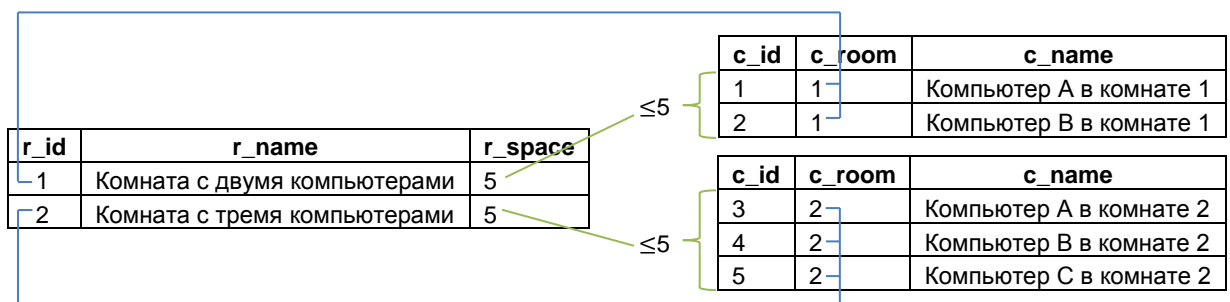 c_id c_room c_name
1 1 Компьютер A в комнате 1
2 1 Компьютер B в комнате 1
≤5
r_id r_name r_space
1 Комната с двумя компьютерами 5
2 Комната с тремя компьютерами 5
≤5
c_id c_room c_name
3 2 Компьютер A в комнате 2
4 2 Компьютер B в комнате 2
5 2 Компьютер C в комнате 2